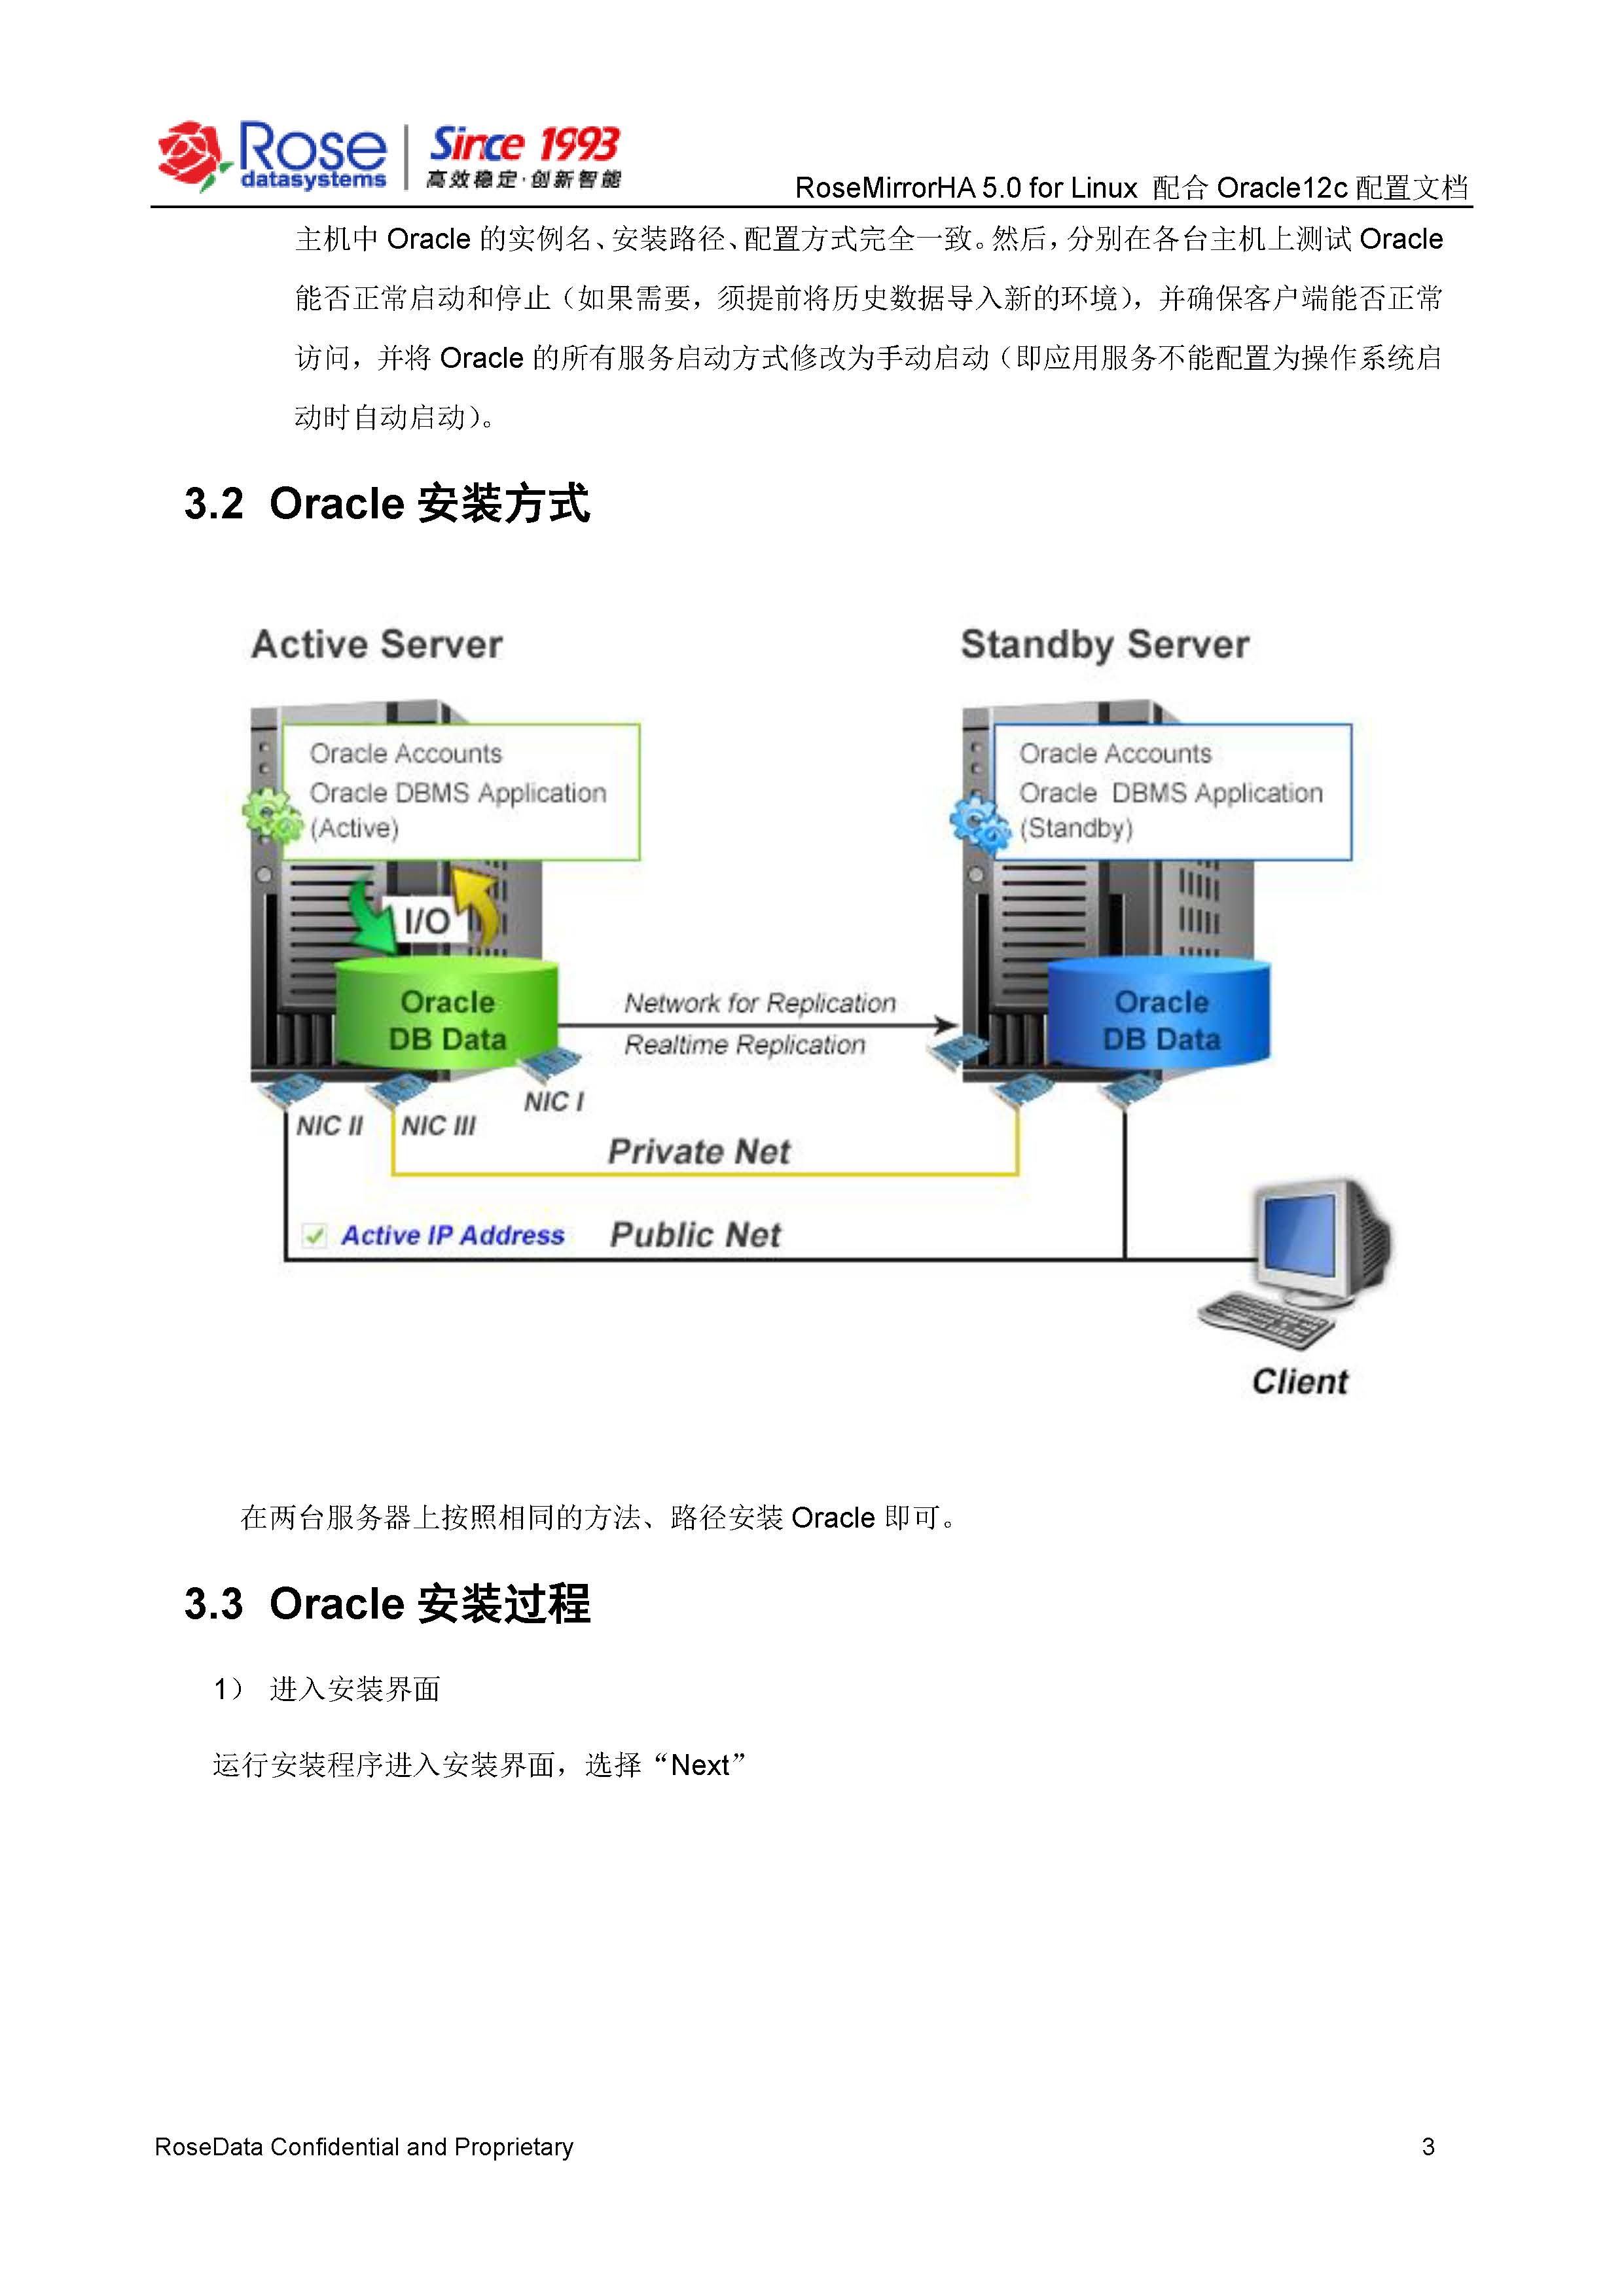 Rose
datasystems
Since 1993
高效稳定·创新智能
RoseMirrorHA 5.0 for Linux 配合 Oracle12c 配置文档
主机中 Oracle 的实例名、安装路径、配置方式完全一致。然后，分别在各台主机上测试 Oracle
能否正常启动和停止（如果需要，须提前将历史数据导入新的环境），并确保客户端能否正常
访问，并将 Oracle 的所有服务启动方式修改为手动启动（即应用服务不能配置为操作系统启
动时自动启动）。
3.2 Oracle 安装方式
Active Server
Standby Server
Oracle Accounts
Oracle DBMS Application
(Active)
Oracle Accounts
Oracle DBMS Application
(Standby)
I/O
Oracle
DB Data
Network for Replication
Realtime Replication
Oracle
DB Data
NIC I
NIC II
NIC III
Private Net
Active IP Address
Public Net
Client
在两台服务器上按照相同的方法、路径安装 Oracle 即可。
3.3 Oracle 安装过程
1） 进入安装界面
运行安装程序进入安装界面，选择“Next”
RoseData Confidential and Proprietary
3